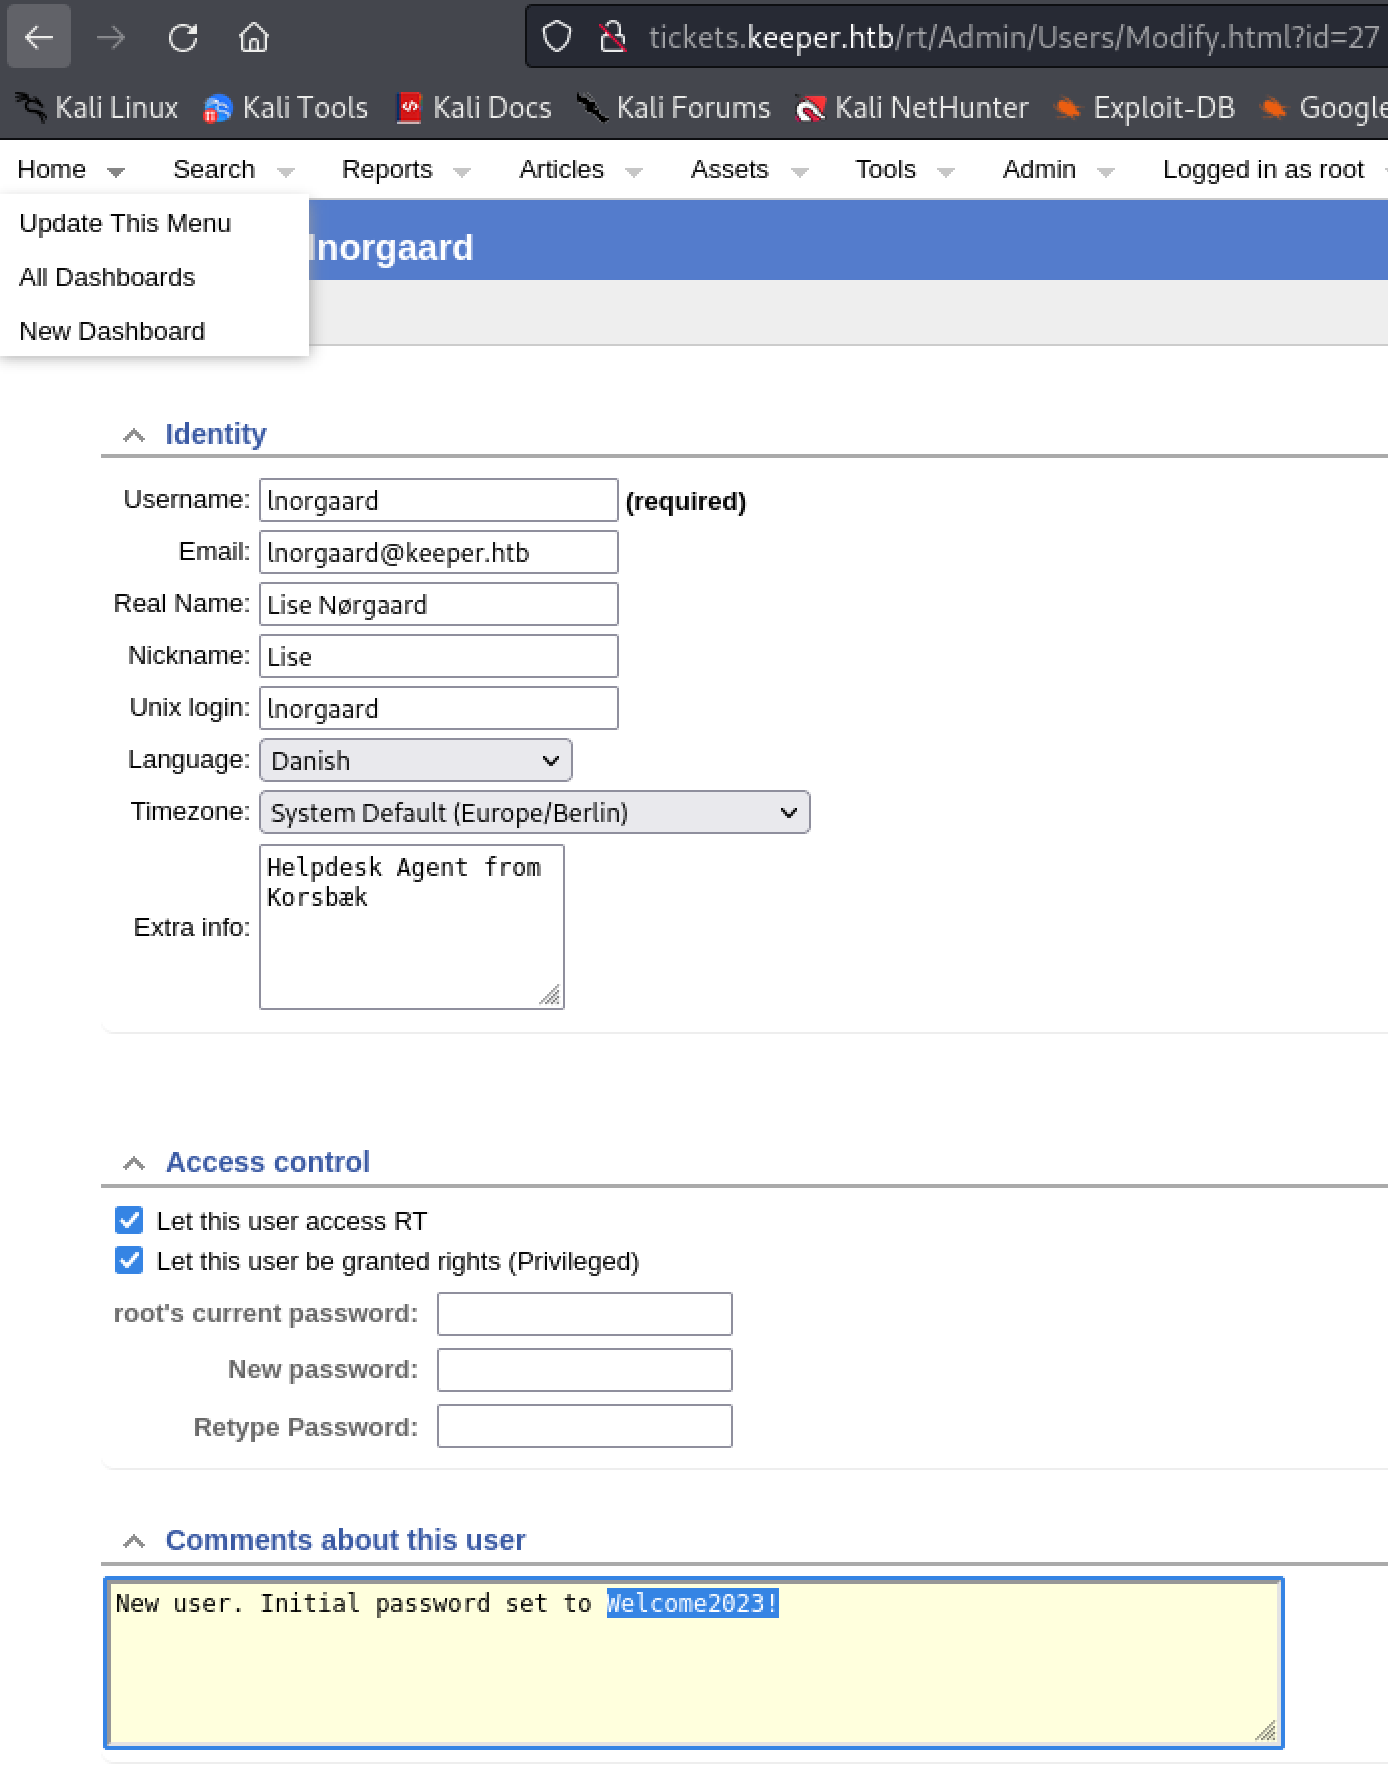 tickets.keeper.htb/rt/Admin/Users/Modify.html?id=27
Kali Linux Kali Tools Kali Docs Kali Forums Kali NetHunter Exploit-DB Google
Home Search Reports Articles Assets Tools Admin Logged in as root
Update This Menu
lnorgaard
All Dashboards
New Dashboard
Identity
Username: lnorgaard (required)
Email: lnorgaard@keeper.htb
Real Name: Lise Nørgaard
Nickname: Lise
Unix login: lnorgaard
Language: Danish
Timezone: System Default (Europe/Berlin)
Extra info: Helpdesk Agent from
Korsbæk
Access control
Let this user access RT
Let this user be granted rights (Privileged)
root's current password:
New password:
Retype Password:
Comments about this user
New user. Initial password set to Welcome2023!